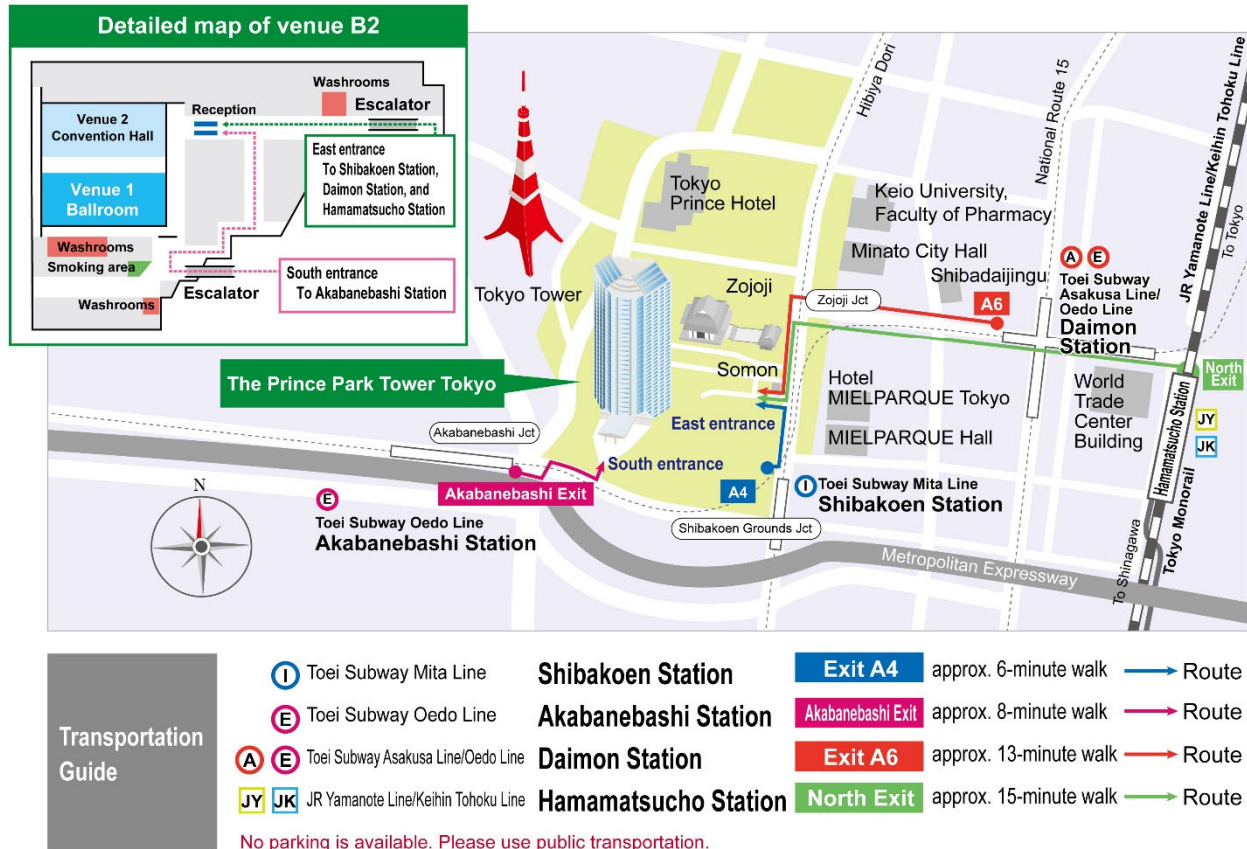 Detailed map of venue B2
Washrooms
Escalator
Reception
Venue 2
Convention Hall
East entrance
To Shibakoen Station,
Daimon Station, and
Hamamatsucho Station
Venue 1
Ballroom
Washrooms
Smoking area
South entrance
To Akabanebashi Station
Escalator
Washrooms
Tokyo Tower
Tokyo
Prince Hotel
Hibiya Dori
National Route 15
JR Yamanote Line/Keihin Tohoku Line
To Tokyo
Keio University,
Faculty of Pharmacy
Minato City Hall
Shibadaijingu
A E
Toei Subway
Asakusa Line/
Oedo Line
Daimon
Station
Zojoji
Zojoji Jct
A6
Somon
The Prince Park Tower Tokyo
Hotel
MIELPARQUE Tokyo
MIELPARQUE Hall
World
Trade
Center
Building
North
Exit
Hamamatsucho Station
JY
JK
East entrance
South entrance
Akabanebashi Jct
Akabanebashi Exit
A4
I Toei Subway Mita Line
Shibakoen Station
Shibakoen Grounds Jct
N
E
Toei Subway Oedo Line
Akabanebashi Station
Metropolitan Expressway
To Shinagawa
Tokyo Monorail
Transportation
Guide
I Toei Subway Mita Line Shibakoen Station Exit A4 approx. 6-minute walk Route
E Toei Subway Oedo Line Akabanebashi Station Akabanebashi Exit approx. 8-minute walk Route
A E Toei Subway Asakusa Line/Oedo Line Daimon Station Exit A6 approx. 13-minute walk Route
JY JK JR Yamanote Line/Keihin Tohoku Line Hamamatsucho Station North Exit approx. 15-minute walk Route
No parking is available. Please use public transportation.